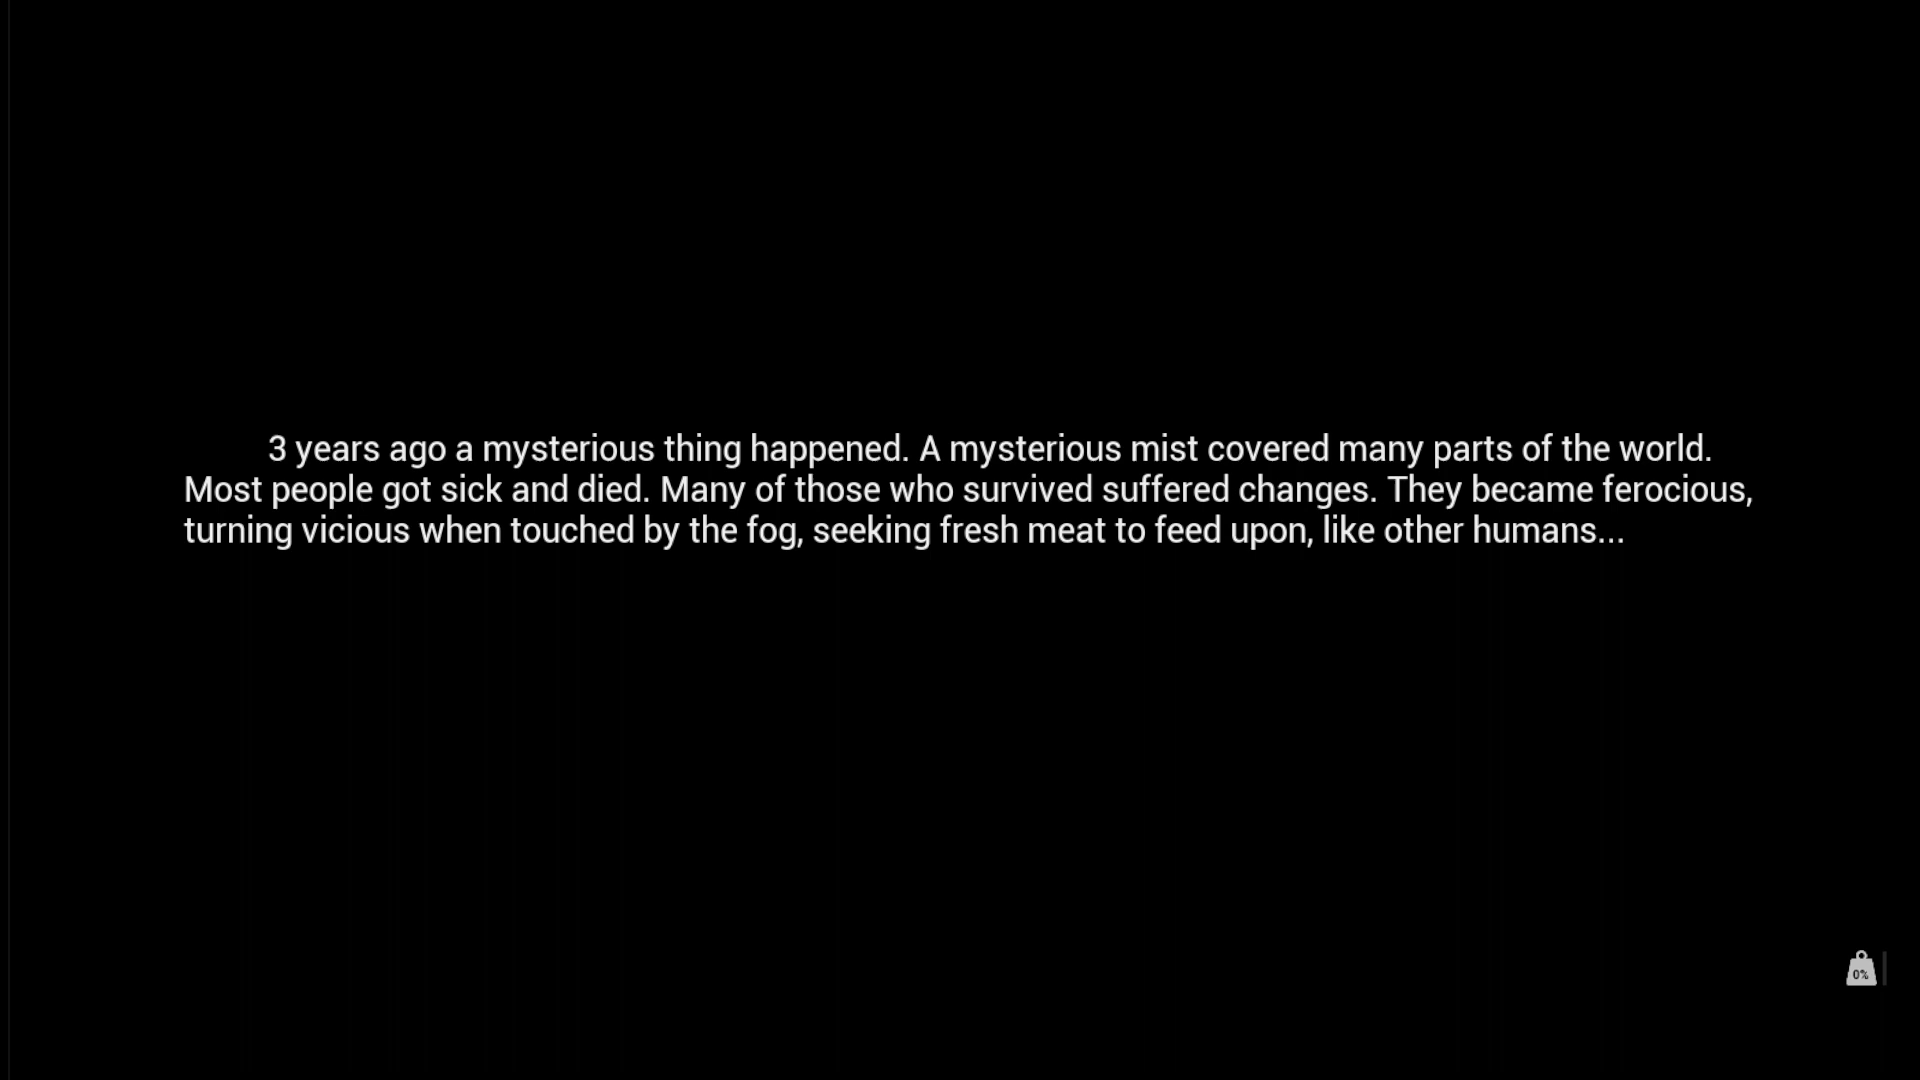 3 years ago a mysterious thing happened. A mysterious mist covered many parts of the world.
Most people got sick and died. Many of those who survived suffered changes. They became ferocious,
turning vicious when touched by the fog, seeking fresh meat to feed upon, like other humans...
0%